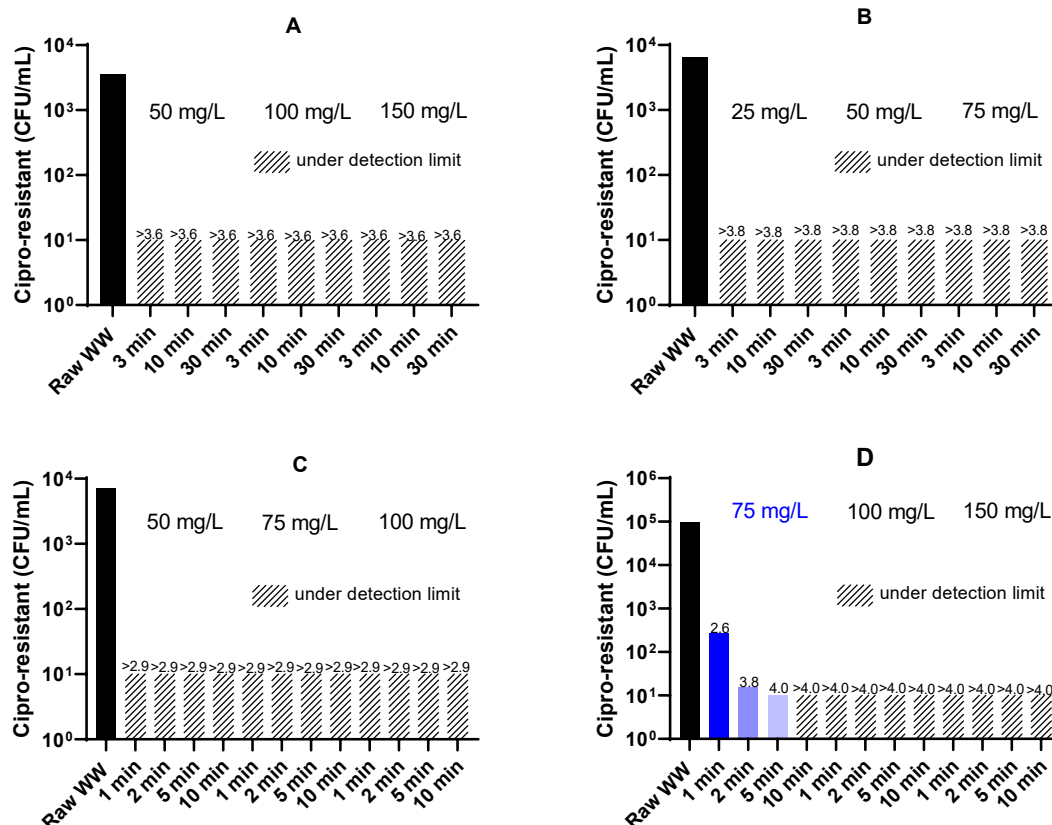 A
Cipro-resistant (CFU/mL)
10⁴
10³
10²
10¹
10⁰
50 mg/L 100 mg/L 150 mg/L
under detection limit
>3.6 >3.6 >3.6 >3.6 >3.6 >3.6 >3.6 >3.6 >3.6
Raw WW 3 min 10 min 30 min 3 min 10 min 30 min 3 min 10 min 30 min
B
Cipro-resistant (CFU/mL)
10⁴
10³
10²
10¹
10⁰
25 mg/L 50 mg/L 75 mg/L
under detection limit
>3.8 >3.8 >3.8 >3.8 >3.8 >3.8 >3.8 >3.8 >3.8
Raw WW 3 min 10 min 30 min 3 min 10 min 30 min 3 min 10 min 30 min
C
Cipro-resistant (CFU/mL)
10⁴
10³
10²
10¹
10⁰
50 mg/L 75 mg/L 100 mg/L
under detection limit
>2.9 >2.9 >2.9 >2.9 >2.9 >2.9 >2.9 >2.9 >2.9 >2.9 >2.9 >2.9
Raw WW 1 min 2 min 5 min 10 min 1 min 2 min 5 min 10 min 1 min 2 min 5 min 10 min
D
Cipro-resistant (CFU/mL)
10⁶
10⁵
10⁴
10³
10²
10¹
10⁰
75 mg/L 100 mg/L 150 mg/L
under detection limit
2.6 3.8 4.0 >4.0 >4.0 >4.0 >4.0 >4.0 >4.0 >4.0 >4.0 >4.0
Raw WW 1 min 2 min 5 min 10 min 1 min 2 min 5 min 10 min 1 min 2 min 5 min 10 min